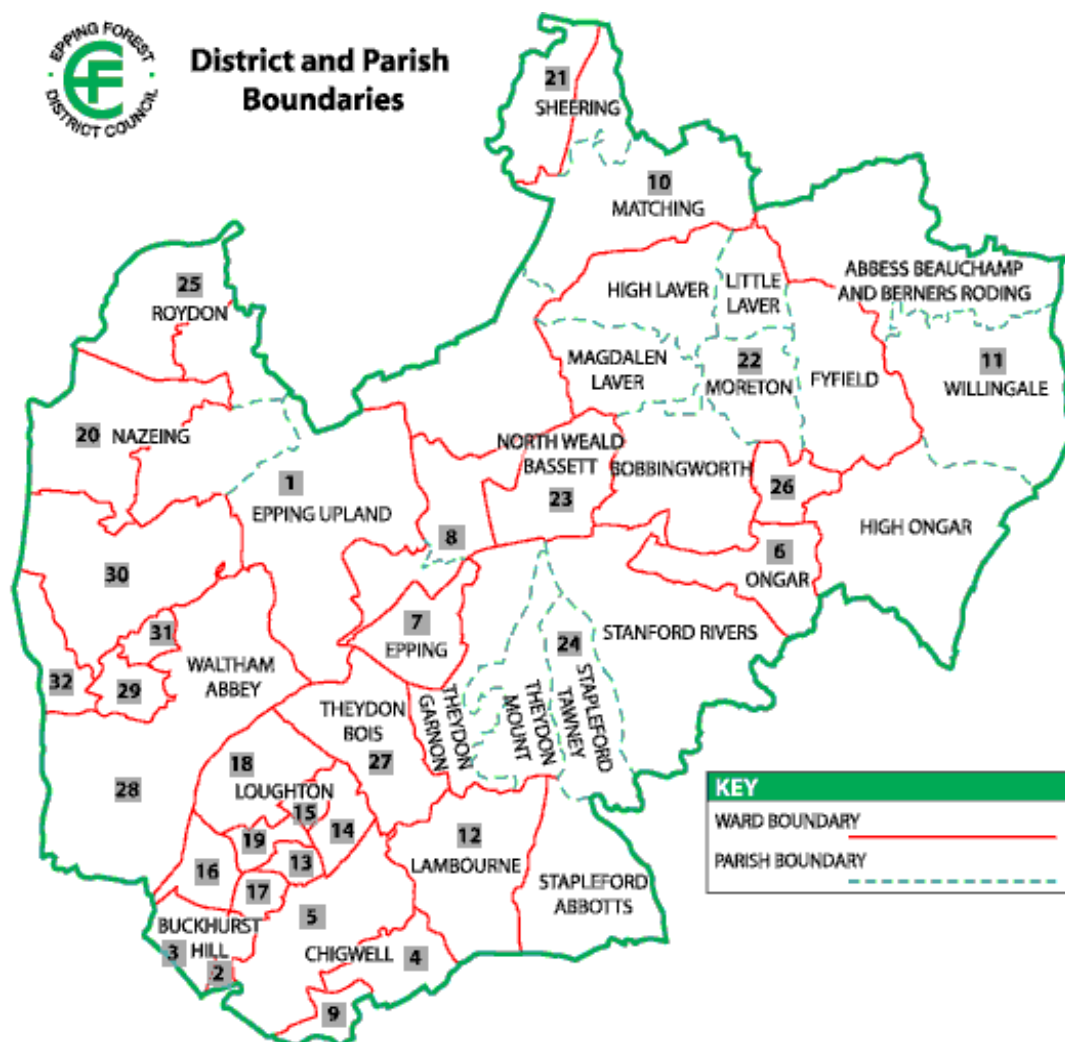 EPPING FOREST
DISTRICT COUNCIL
District and Parish
Boundaries
21
SHEERING
10
MATCHING
25
ROYDON
HIGH LAVER
LITTLE
LAVER
ABBESS BEAUCHAMP
AND BERNERS RODING
MAGDALEN
LAVER
22
MORETON
FYFIELD
11
WILLINGALE
20
NAZEING
NORTH WEALD
BASSETT
23
BOBBINGWORTH
26
1
EPPING UPLAND
8
HIGH ONGAR
6
ONGAR
30
31
7
EPPING
24
STANFORD RIVERS
32
29
WALTHAM
ABBEY
THEYDON
BOIS
27
THEYDON
GARNON
THEYDON
MOUNT
STAPLEFORD
TAWNEY
28
18
LOUGHTON
15
14
19
13
16
17
12
LAMBOURNE
STAPLEFORD
ABBOTTS
BUCKHURST
HILL
3
2
5
CHIGWELL
4
9
KEY
WARD BOUNDARY
PARISH BOUNDARY